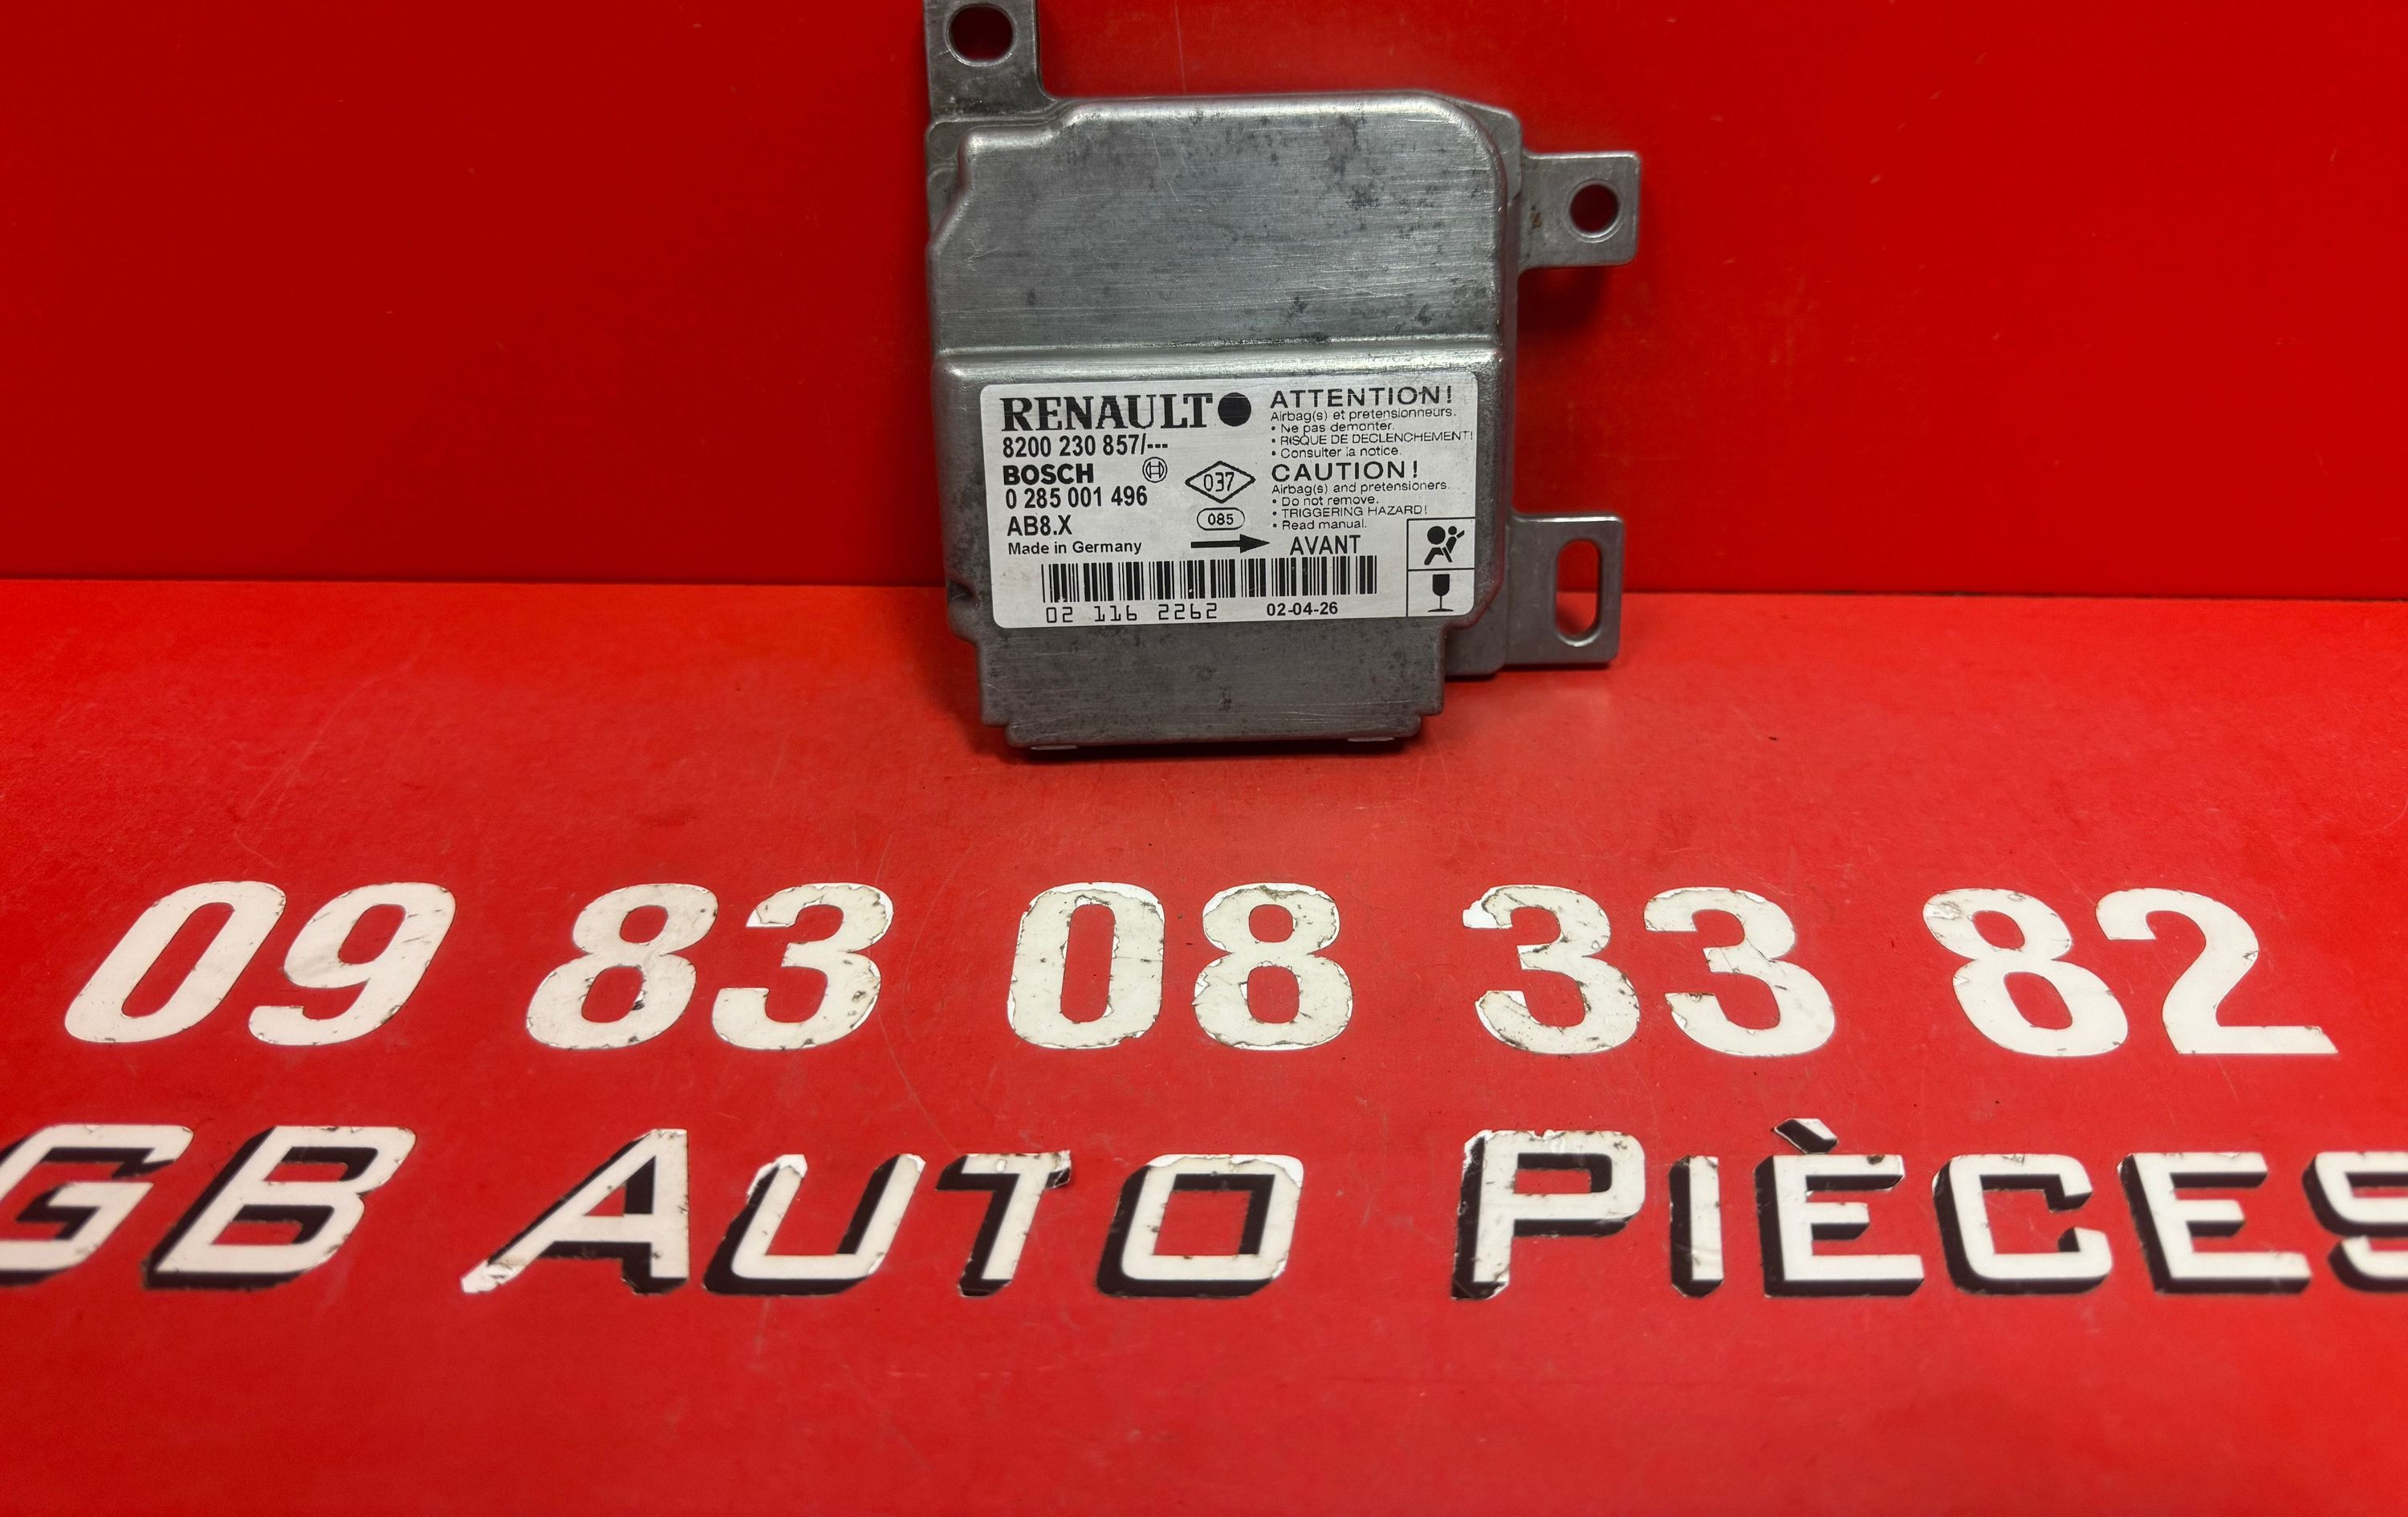 RENAULT
8200 230 857/---
BOSCH
0 285 001 496
AB8.X
Made in Germany
037
085
ATTENTION!
Airbag(s) et pretensionneurs.
• Ne pas demonter.
• RISQUE DE DECLENCHEMENT!
• Consulter la notice.
CAUTION!
Airbag(s) and pretensioners.
• Do not remove.
• TRIGGERING HAZARD!
• Read manual.
AVANT
02 116 2262 02-04-26
09 83 08 33 82
GB AUTO PIÈCES